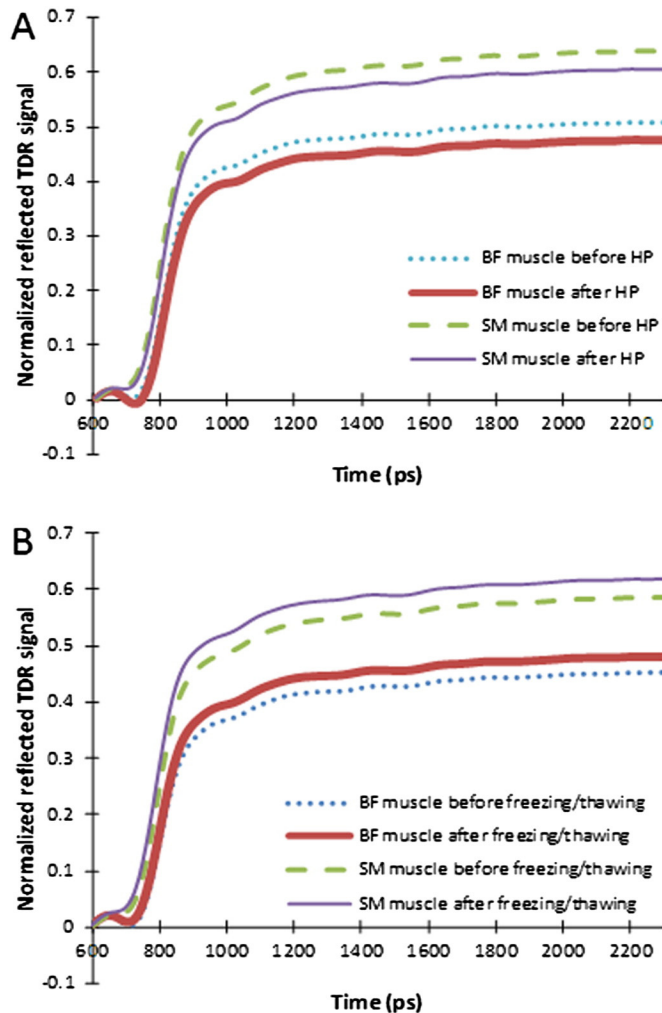 A
0.7
0.6
0.5
0.4
0.3
0.2
0.1
0
-0.1
Normalized reflected TDR signal
BF muscle before HP
BF muscle after HP
SM muscle before HP
SM muscle after HP
600 800 1000 1200 1400 1600 1800 2000 2200
Time (ps)
B
0.7
0.6
0.5
0.4
0.3
0.2
0.1
0
-0.1
Normalized reflected TDR signal
BF muscle before freezing/thawing
BF muscle after freezing/thawing
SM muscle before freezing/thawing
SM muscle after freezing/thawing
600 800 1000 1200 1400 1600 1800 2000 2200
Time (ps)